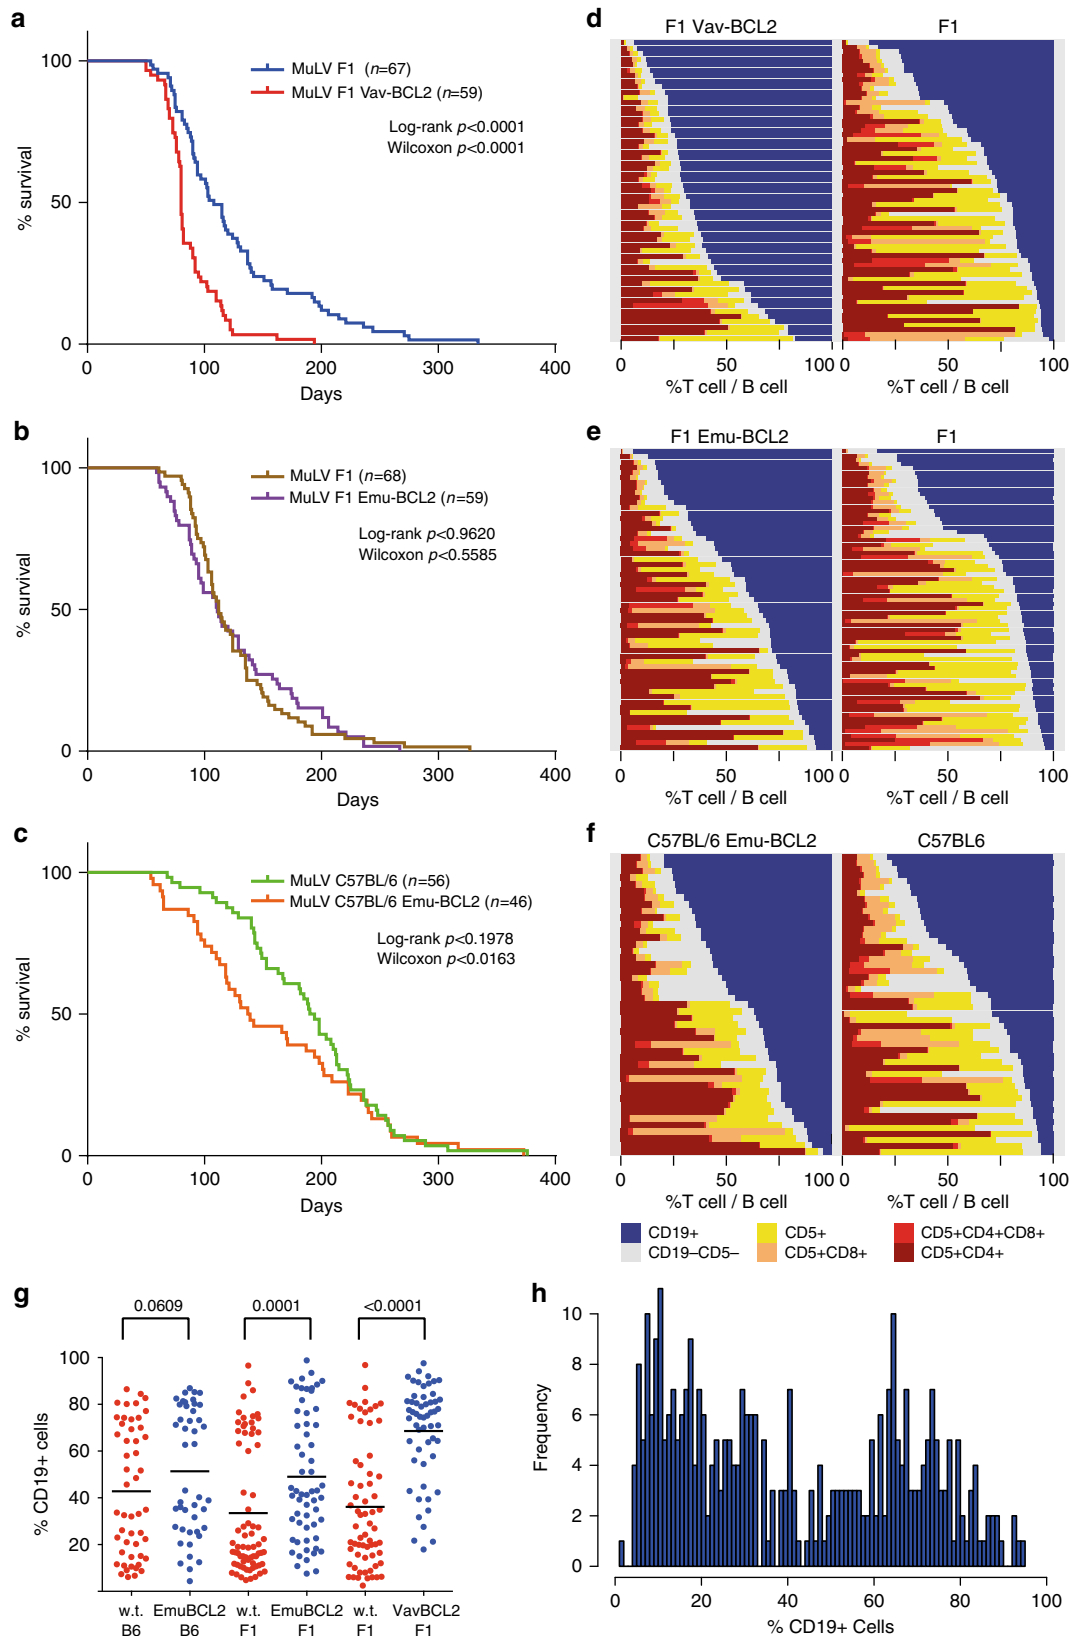 a
100
50
0
% survival
0 100 200 300 400
Days
MuLV F1 (n=67)
MuLV F1 Vav-BCL2 (n=59)
Log-rank p<0.0001
Wilcoxon p<0.0001
d
F1 Vav-BCL2
F1
0 50 100 0 50 100
%T cell / B cell
%T cell / B cell
b
100
50
0
% survival
0 100 200 300 400
Days
MuLV F1 (n=68)
MuLV F1 Emu-BCL2 (n=59)
Log-rank p<0.9620
Wilcoxon p<0.5585
e
F1 Emu-BCL2
F1
0 50 100 0 50 100
%T cell / B cell
%T cell / B cell
c
100
50
0
% survival
0 100 200 300 400
Days
MuLV C57BL/6 (n=56)
MuLV C57BL/6 Emu-BCL2 (n=46)
Log-rank p<0.1978
Wilcoxon p<0.0163
f
C57BL/6 Emu-BCL2
C57BL6
0 50 100 0 50 100
%T cell / B cell
%T cell / B cell
CD19+
CD19–CD5–
CD5+
CD5+CD8+
CD5+CD4+CD8+
CD5+CD4+
g
0.0609
0.0001
<0.0001
100
80
60
40
20
% CD19+ cells
w.t. EmuBCL2 w.t. EmuBCL2 w.t. VavBCL2
B6 B6 F1 F1 F1 F1
h
10
8
6
4
2
0
Frequency
0 20 40 60 80 100
% CD19+ Cells